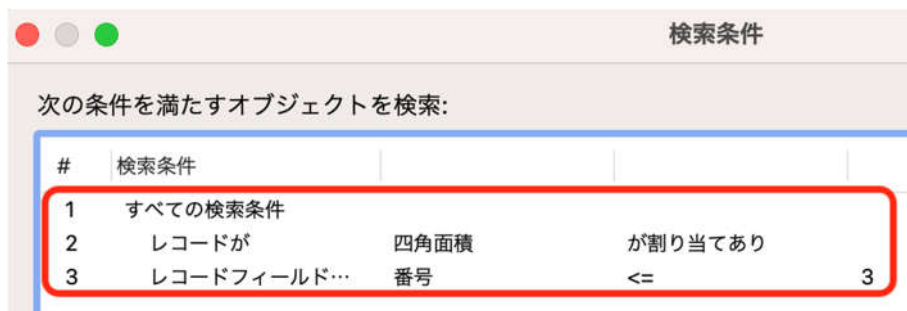 検索条件
次の条件を満たすオブジェクトを検索:
# 検索条件
1 すべての検索条件
2 レコードが 四角面積 が割り当てあり
3 レコードフィールド… 番号 <= 3